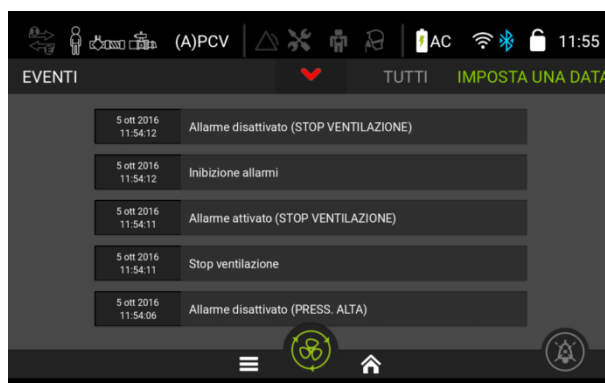 (A)PCV AC 11:55
EVENTI TUTTI IMPOSTA UNA DATA
5 ott 2016
11:54:12
Allarme disattivato (STOP VENTILAZIONE)
5 ott 2016
11:54:12
Inibizione allarmi
5 ott 2016
11:54:11
Allarme attivato (STOP VENTILAZIONE)
5 ott 2016
11:54:11
Stop ventilazione
5 ott 2016
11:54:06
Allarme disattivato (PRESS. ALTA)